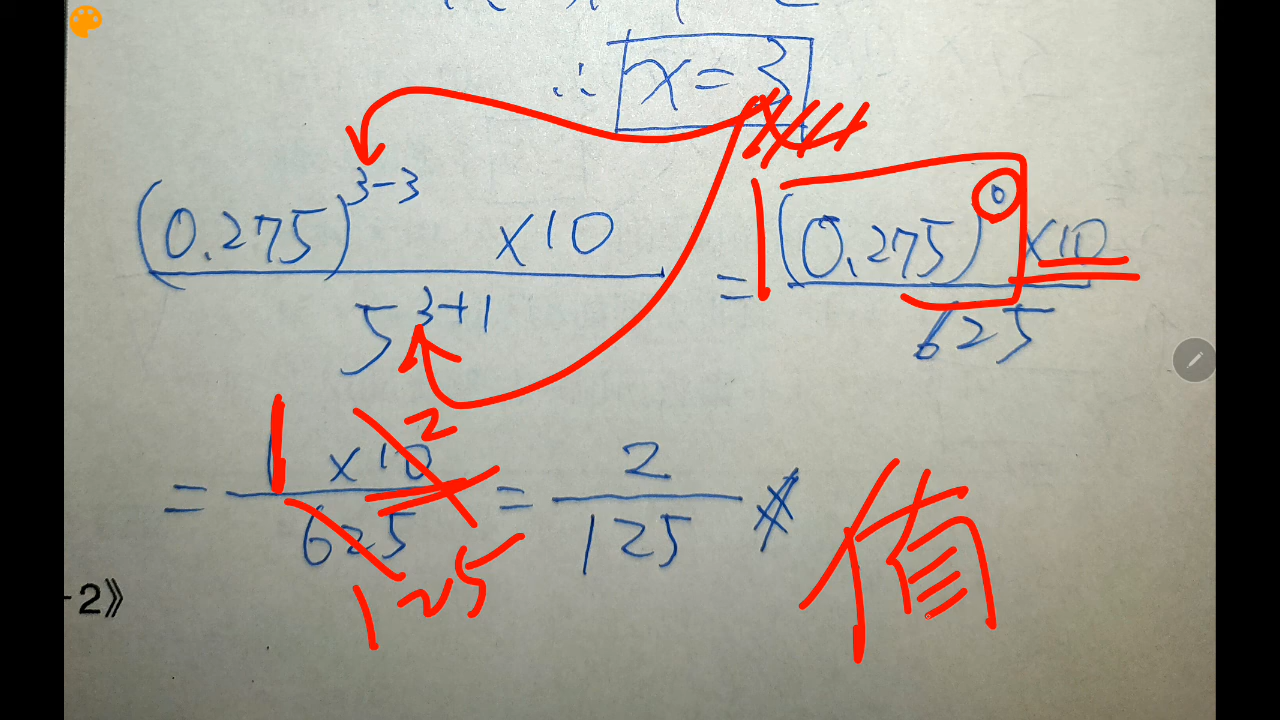 ∴ x=3
(0.275)^{3-3} ×10 / 5^{3+1} = 1 (0.275)^0 ×10 / 625
= 1 ×10 / 625 = 2 / 125
2
125
值
-2》